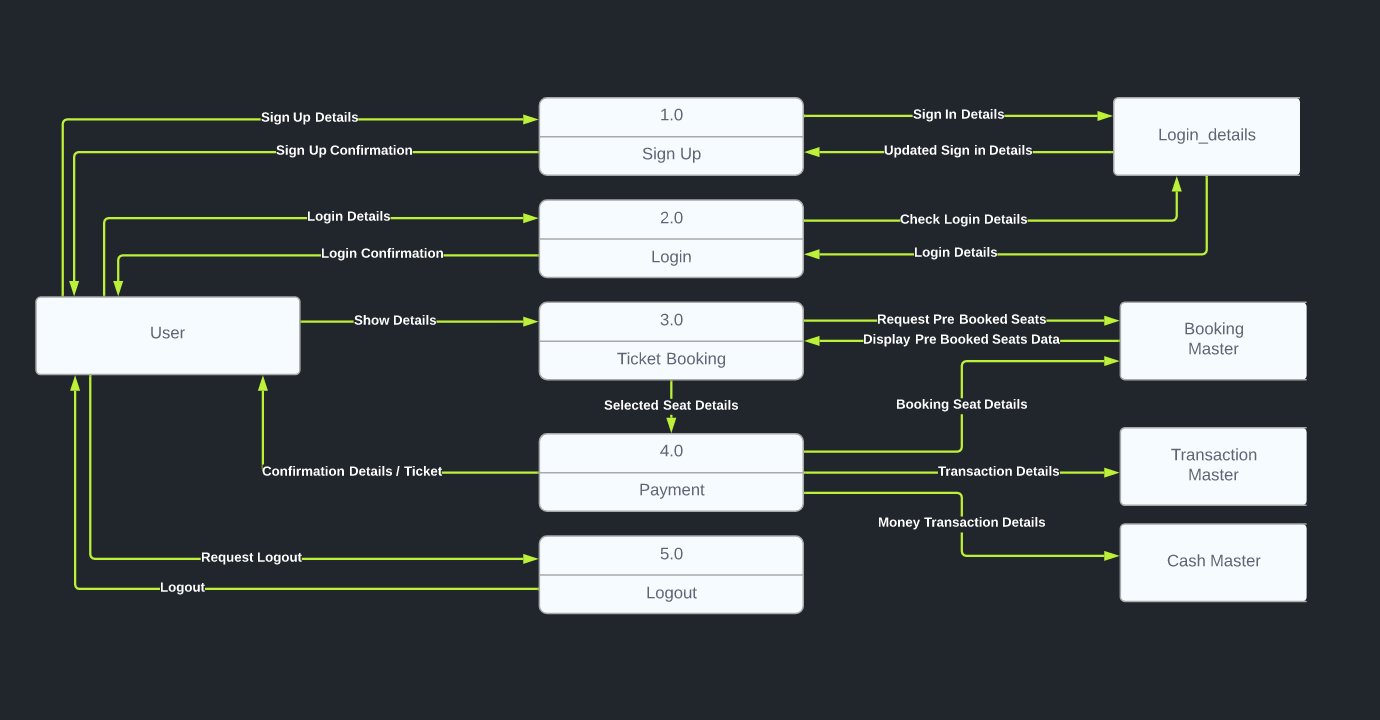 1.0
Sign Up Details
Sign In Details
Login_details
Sign Up Confirmation
Sign Up
Updated Sign in Details
2.0
Login Details
Check Login Details
Login Confirmation
Login
Login Details
User
Show Details
3.0
Request Pre Booked Seats
Booking
Master
Display Pre Booked Seats Data
Ticket Booking
Selected Seat Details
Booking Seat Details
4.0
Transaction
Master
Confirmation Details / Ticket
Transaction Details
Payment
Money Transaction Details
Request Logout
5.0
Cash Master
Logout
Logout